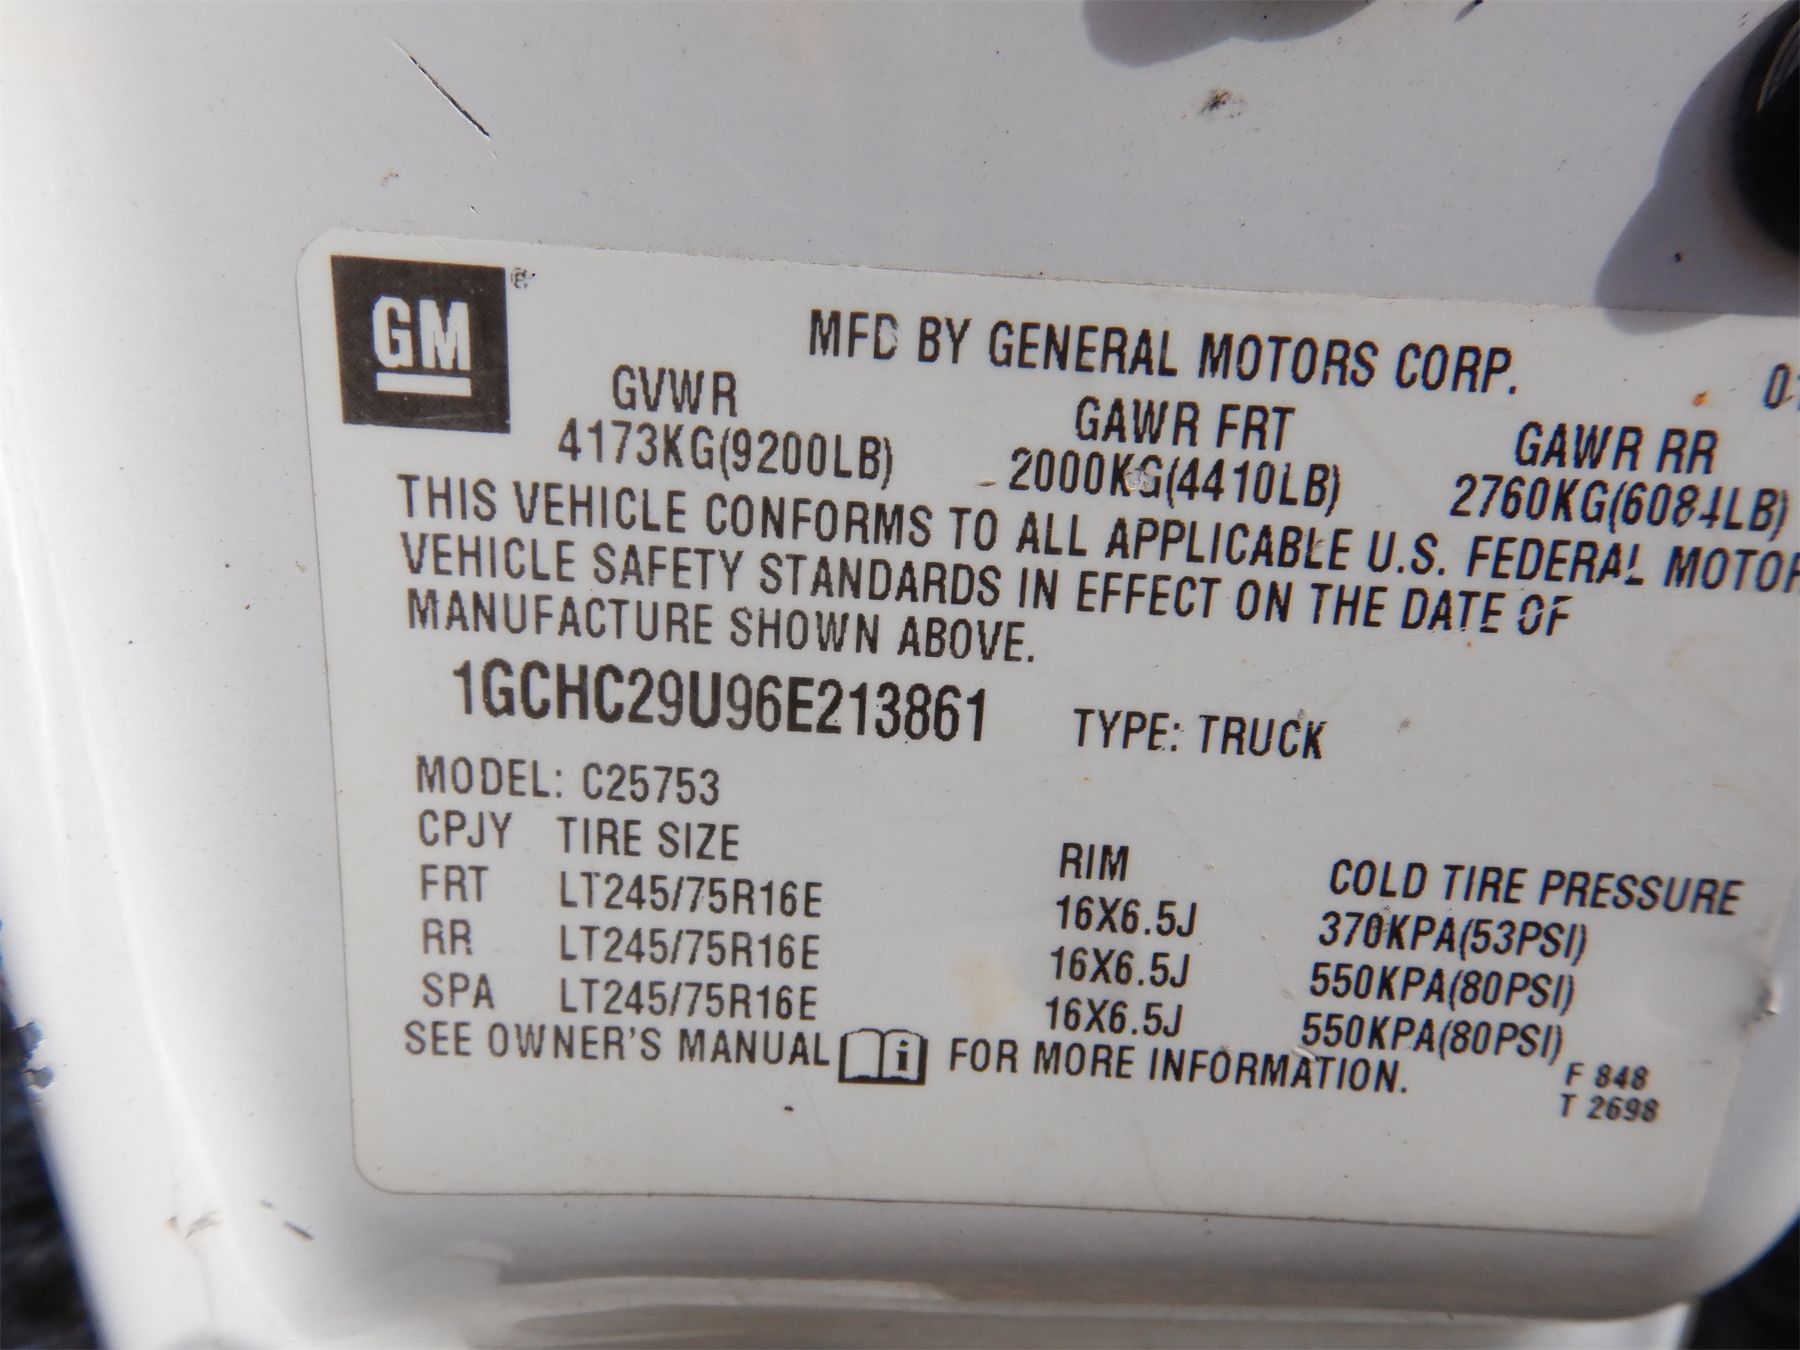 GM ®
MFD BY GENERAL MOTORS CORP.
GVWR GAWR FRT GAWR RR
4173KG(9200LB) 2000KG(4410LB) 2760KG(6084LB)
THIS VEHICLE CONFORMS TO ALL APPLICABLE U.S. FEDERAL MOTOR
VEHICLE SAFETY STANDARDS IN EFFECT ON THE DATE OF
MANUFACTURE SHOWN ABOVE.
1GCHC29U96E213861 TYPE: TRUCK
MODEL: C25753
CPJY TIRE SIZE RIM COLD TIRE PRESSURE
FRT LT245/75R16E 16X6.5J 370KPA(53PSI)
RR LT245/75R16E 16X6.5J 550KPA(80PSI)
SPA LT245/75R16E 16X6.5J 550KPA(80PSI)
SEE OWNER'S MANUAL i FOR MORE INFORMATION.
F 848
T 2698